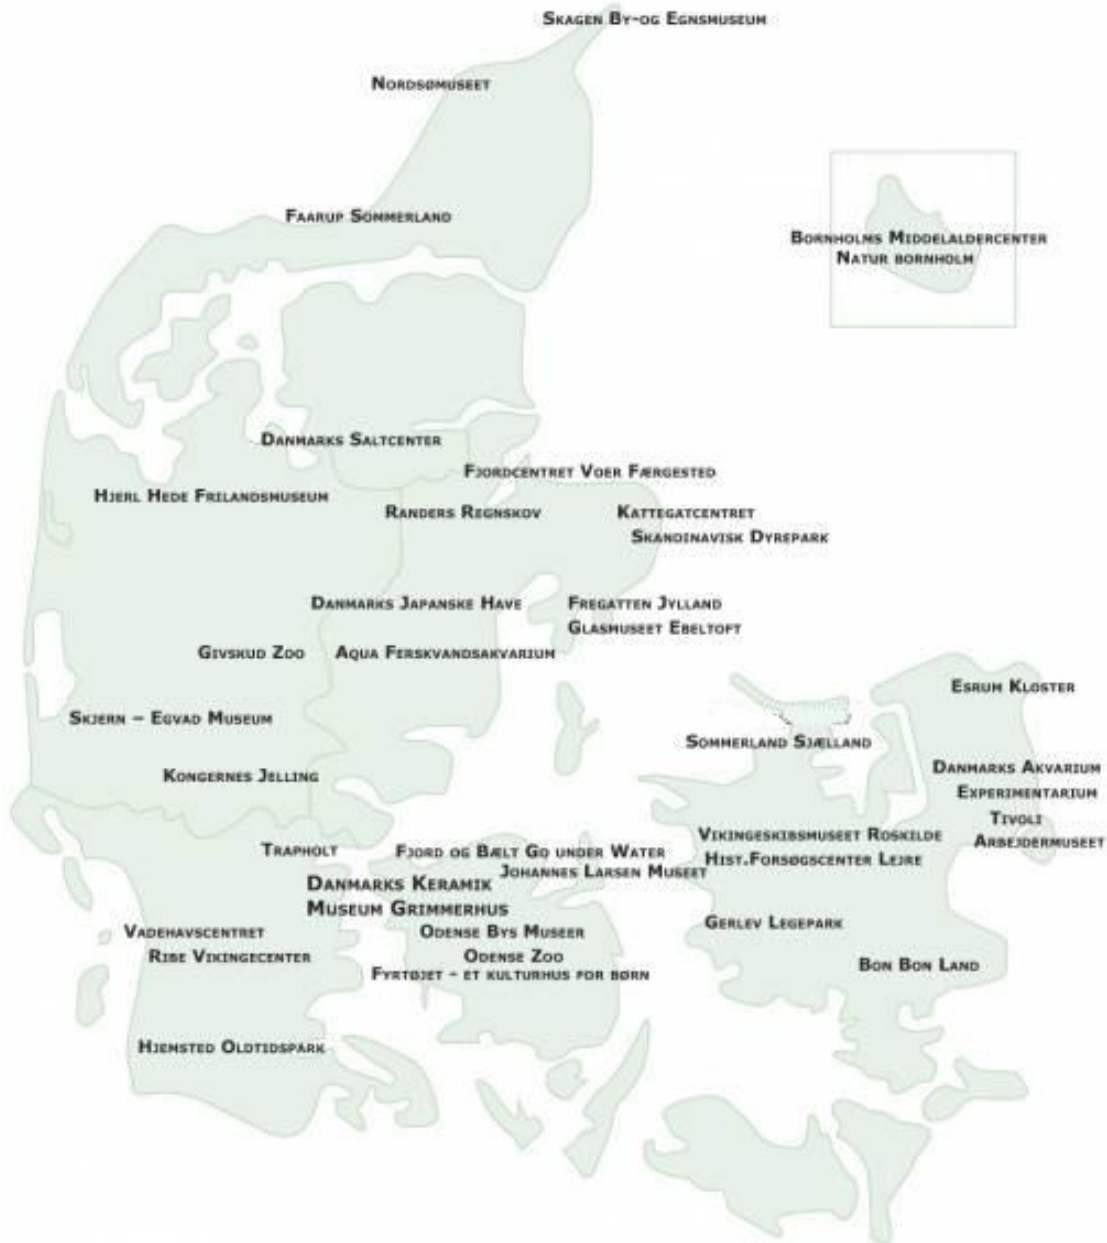 Skagen By-og Egnsmuseum
Nordsømuseet
Faarup Sommerland
Bornholms Middelaldercenter
Natur bornholm
Danmarks Saltcenter
Fjordcentret Voer Færgested
Hjerl Hede Frilandsmuseum
Randers Regnskov
Kattegatcentret
Skandinavisk Dyrepark
Danmarks Japanske Have
Fregatten Jylland
Glasmuseet Ebeltoft
Givskud Zoo
Aqua Ferskvandsakvarium
Esrum Kloster
Skjern – Egvad Museum
Sommerland Sjælland
Kongernes Jelling
Danmarks Akvarium
Experimentarium
Tivoli
Arbejdermuseet
Vikingeskibsmuseet Roskilde
Hist.Forsøgscenter Lejre
Trapholt
Fjord og Bælt Go under Water
Johannes Larsen Museet
Danmarks Keramik
Museum Grimmerhus
Gerlev Legepark
Vadehavscentret
Odense Bys Museer
Ribe Vikingecenter
Odense Zoo
Fyrtøjet - et kulturhus for børn
Bon Bon Land
Hjemsted Oldtidspark